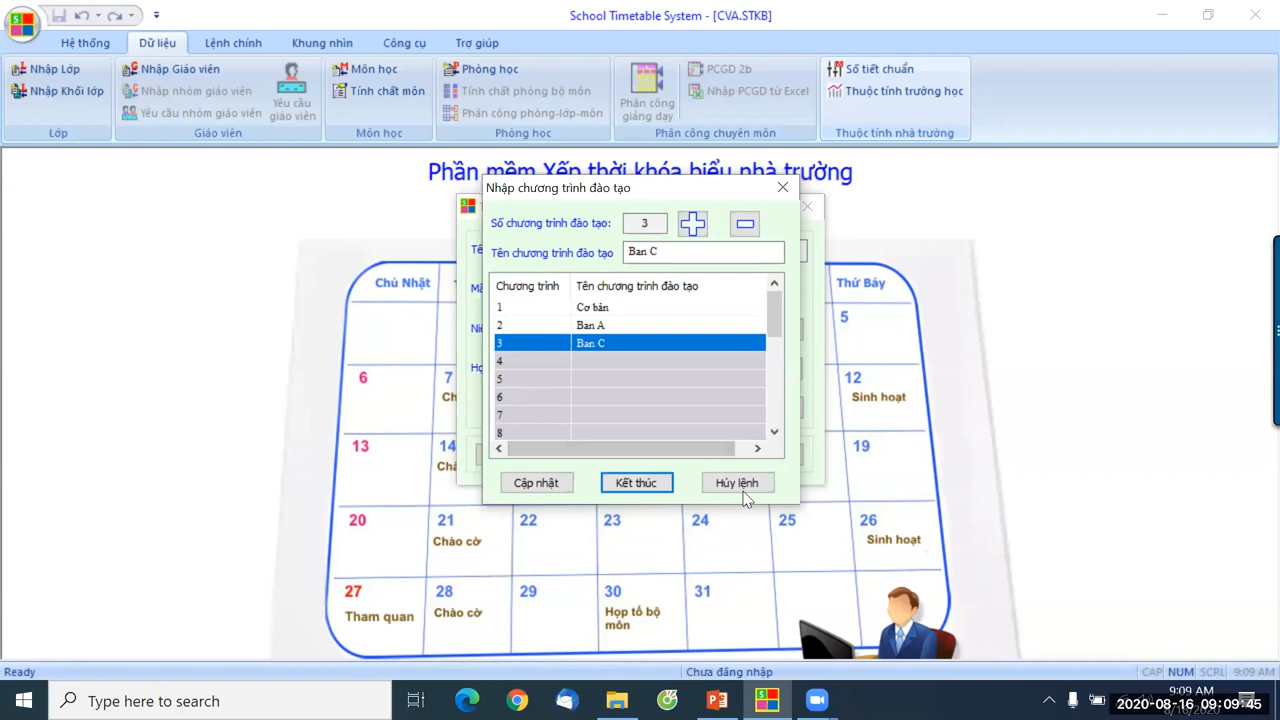 School Timetable System - [CVA.STKB]
Hệ thống
Dữ liệu
Lệnh chính
Khung nhìn
Công cụ
Trợ giúp
Nhập Lớp
Nhập Khối lớp
Lớp
Nhập Giáo viên
Nhập nhóm giáo viên
Yêu cầu nhóm giáo viên
Yêu cầu
giáo viên
Giáo viên
Môn học
Tính chất môn
Môn học
Phòng học
Tính chất phòng bộ môn
Phân công phòng-lớp-môn
Phòng học
Phân công
giảng dạy
PCGD 2b
Nhập PCGD từ Excel
Phân công chuyên môn
Số tiết chuẩn
Thuộc tính trường học
Thuộc tính nhà trường
Phần mềm Xếp thời khóa biểu nhà trường
Nhập chương trình đào tạo
Số chương trình đào tạo:
3
Tên chương trình đào tạo
Ban C
Chương trình
Tên chương trình đào tạo
1 Cơ bản
2 Ban A
3 Ban C
4
5
6
7
8
Cập nhật
Kết thúc
Hủy lệnh
Chủ Nhật
Thứ Bảy
5
6
7
12
Sinh hoạt
13
14
19
20
21
Chào cờ
22
23
24
25
26
Sinh hoạt
27
Tham quan
28
Chào cờ
29
30
Họp tổ bộ
môn
31
Ready
Chưa đăng nhập
CAP NUM SCRL 9:09 AM
Type here to search
9:09 AM
2020-08-16 09:09:45